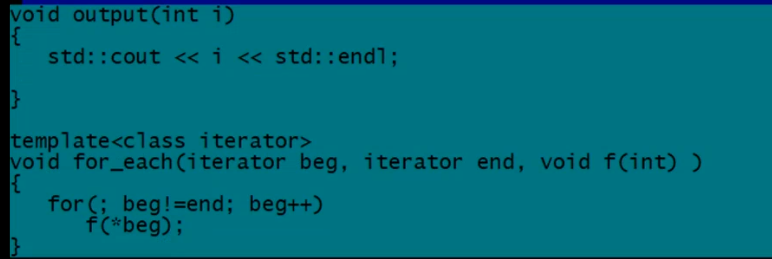 void output(int i)
{
   std::cout << i << std::endl;
}
template<class iterator>
void for_each(iterator beg, iterator end, void f(int) )
{
   for(; beg!=end; beg++)
      f(*beg);
}